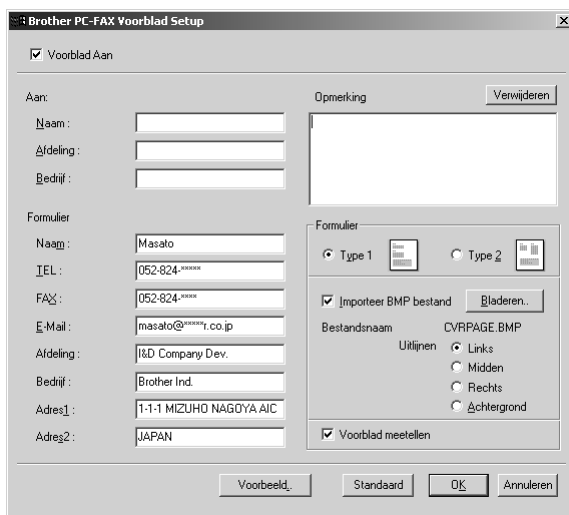 Brother PC-FAX Voorblad Setup
Voorblad Aan
Aan:
Naam :
Afdeling :
Bedrijf :
Opmerking
Verwijderen
Formulier
Naam : Masato
TEL : 052-824-*****
FAX : 052-824-****
E-Mail : masato@*****r.co.jp
Afdeling : I&D Company Dev.
Bedrijf : Brother Ind.
Adres1 : 1-1-1 MIZUHO NAGOYA AIC
Adres2 : JAPAN
Formulier
Type 1 Type 2
Importeer BMP bestand Bladeren..
Bestandsnaam CVRPAGE.BMP
Uitlijnen Links
Midden
Rechts
Achtergrond
Voorblad meetellen
Voorbeeld.. Standaard OK Annuleren